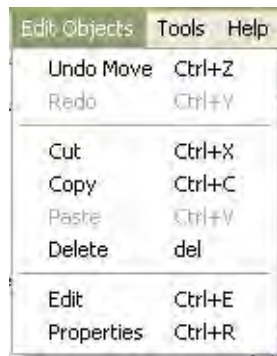 Edit Objects Tools Help
Undo Move Ctrl+Z
Redo Ctrl+Y
Cut Ctrl+X
Copy Ctrl+C
Paste Ctrl+V
Delete del
Edit Ctrl+E
Properties Ctrl+R